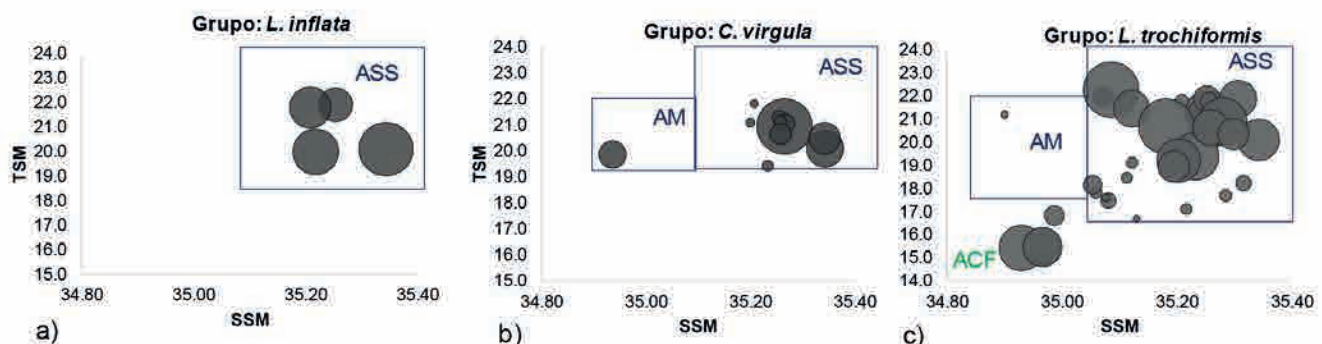 Grupo: L. inflata
24.0
23.0
22.0
21.0
20.0
19.0
18.0
17.0
16.0
15.0
TSM
ASS
34.80 35.00 35.20 35.40
SSM
a)
Grupo: C. virgula
24.0
23.0
22.0
21.0
20.0
19.0
18.0
17.0
16.0
15.0
TSM
AM
ASS
34.80 35.00 35.20 35.40
SSM
b)
Grupo: L. trochiformis
24.0
23.0
22.0
21.0
20.0
19.0
18.0
17.0
16.0
15.0
14.0
TSM
ASS
AM
ACF
34.80 35.00 35.20 35.40
SSM
c)